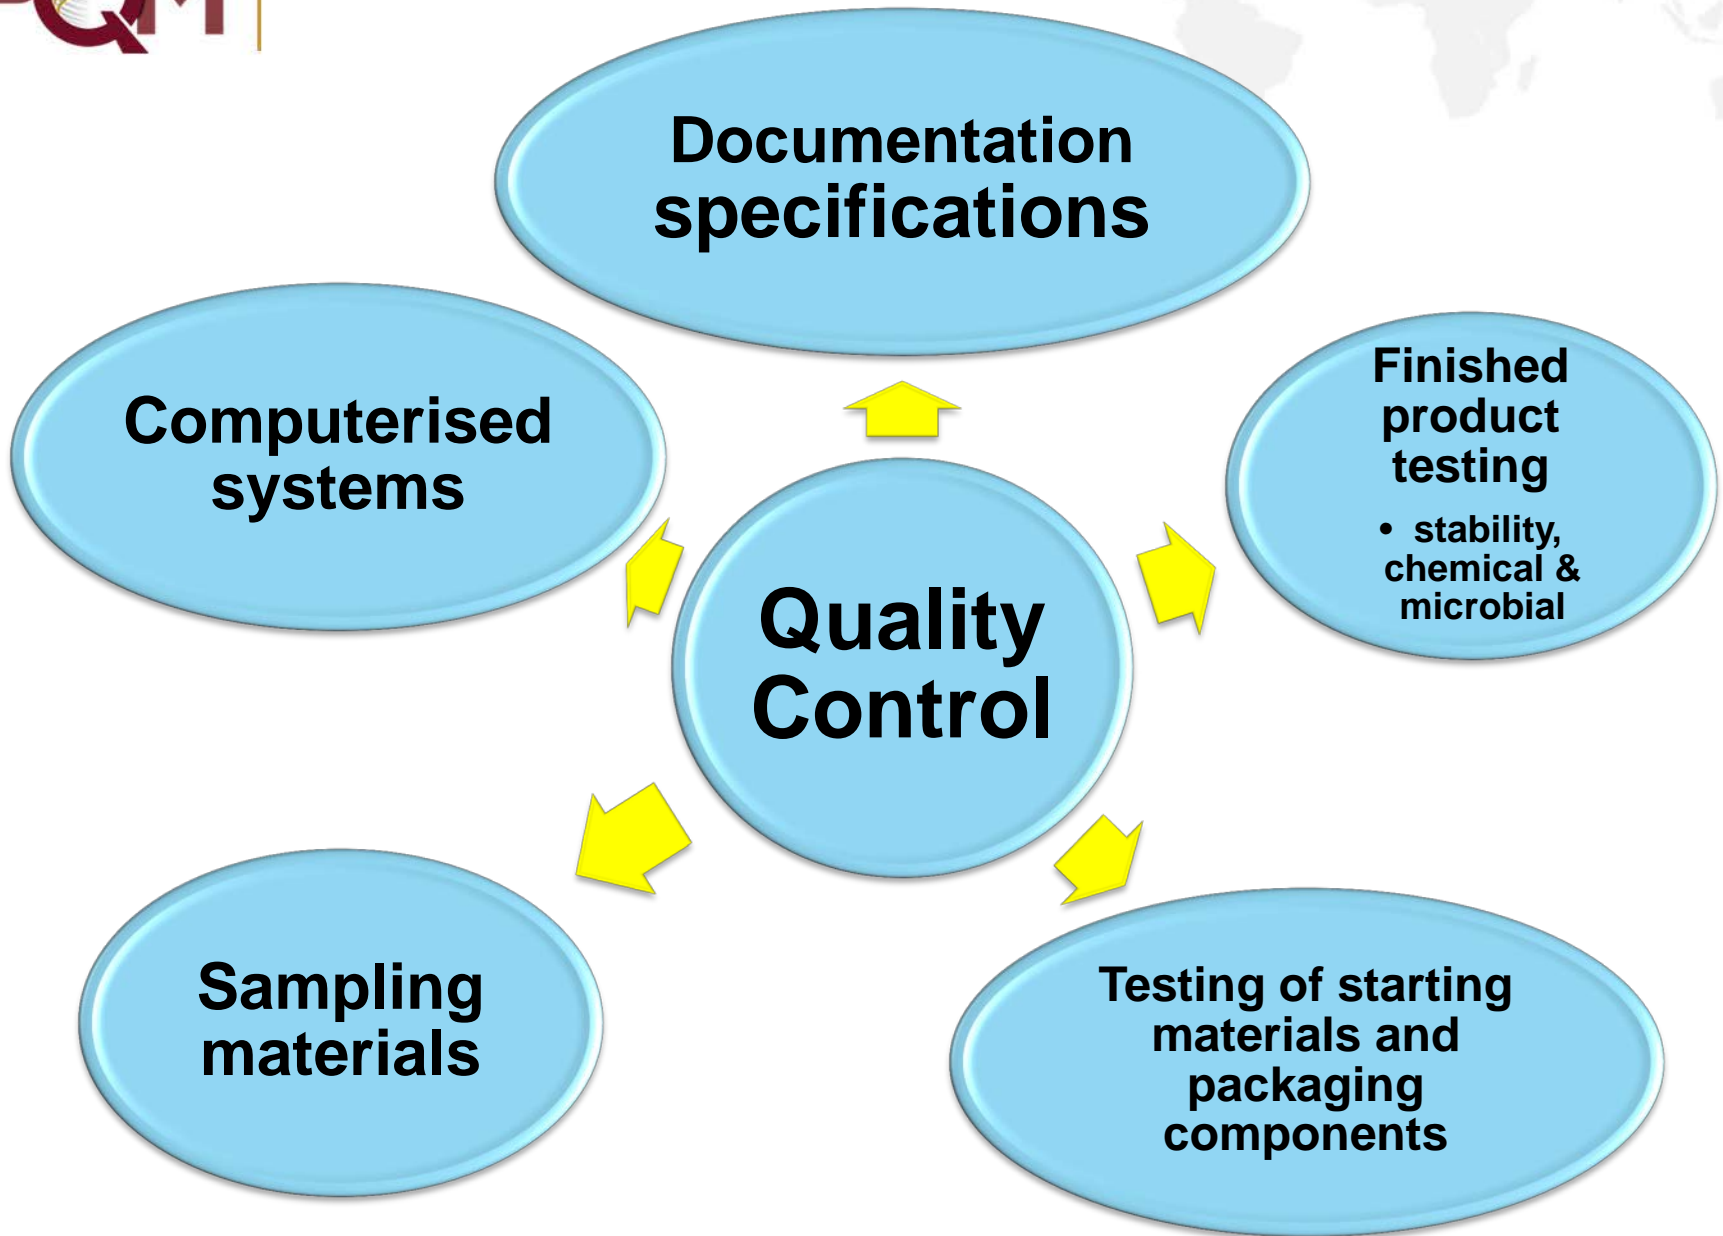 PQM
Documentation
specifications
Computerised
systems
Finished
product
testing
• stability,
chemical &
microbial
Quality
Control
Sampling
materials
Testing of starting
materials and
packaging
components